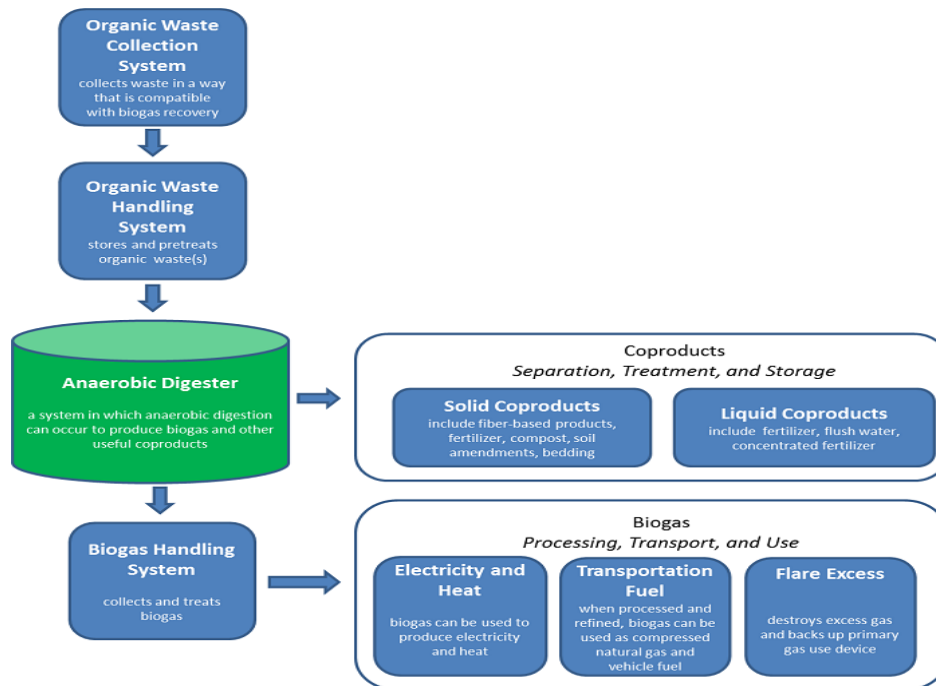 Organic Waste
Collection
System
collects waste in a way
that is compatible
with biogas recovery
Organic Waste
Handling
System
stores and pretreats
organic waste(s)
Anaerobic Digester
a system in which anaerobic digestion
can occur to produce biogas and other
useful coproducts
Coproducts
Separation, Treatment, and Storage
Solid Coproducts
include fiber-based products,
fertilizer, compost, soil
amendments, bedding
Liquid Coproducts
include fertilizer, flush water,
concentrated fertilizer
Biogas Handling
System
collects and treats
biogas
Biogas
Processing, Transport, and Use
Electricity and
Heat
biogas can be used to
produce electricity
and heat
Transportation
Fuel
when processed and
refined, biogas can be
used as compressed
natural gas and
vehicle fuel
Flare Excess
destroys excess gas
and backs up primary
gas use device